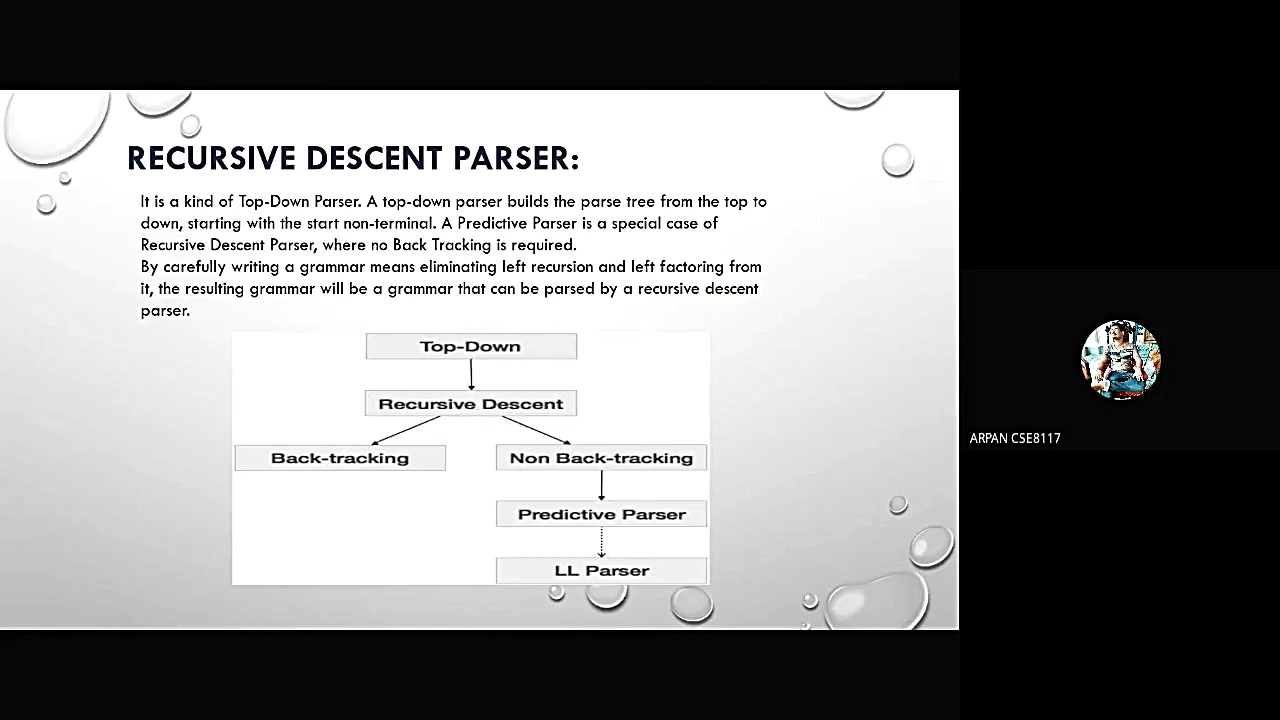 RECURSIVE DESCENT PARSER:
It is a kind of Top-Down Parser. A top-down parser builds the parse tree from the top to
down, starting with the start non-terminal. A Predictive Parser is a special case of
Recursive Descent Parser, where no Back Tracking is required.
By carefully writing a grammar means eliminating left recursion and left factoring from
it, the resulting grammar will be a grammar that can be parsed by a recursive descent
parser.
Top-Down
Recursive Descent
Back-tracking
Non Back-tracking
Predictive Parser
LL Parser
ARPAN CSE8117